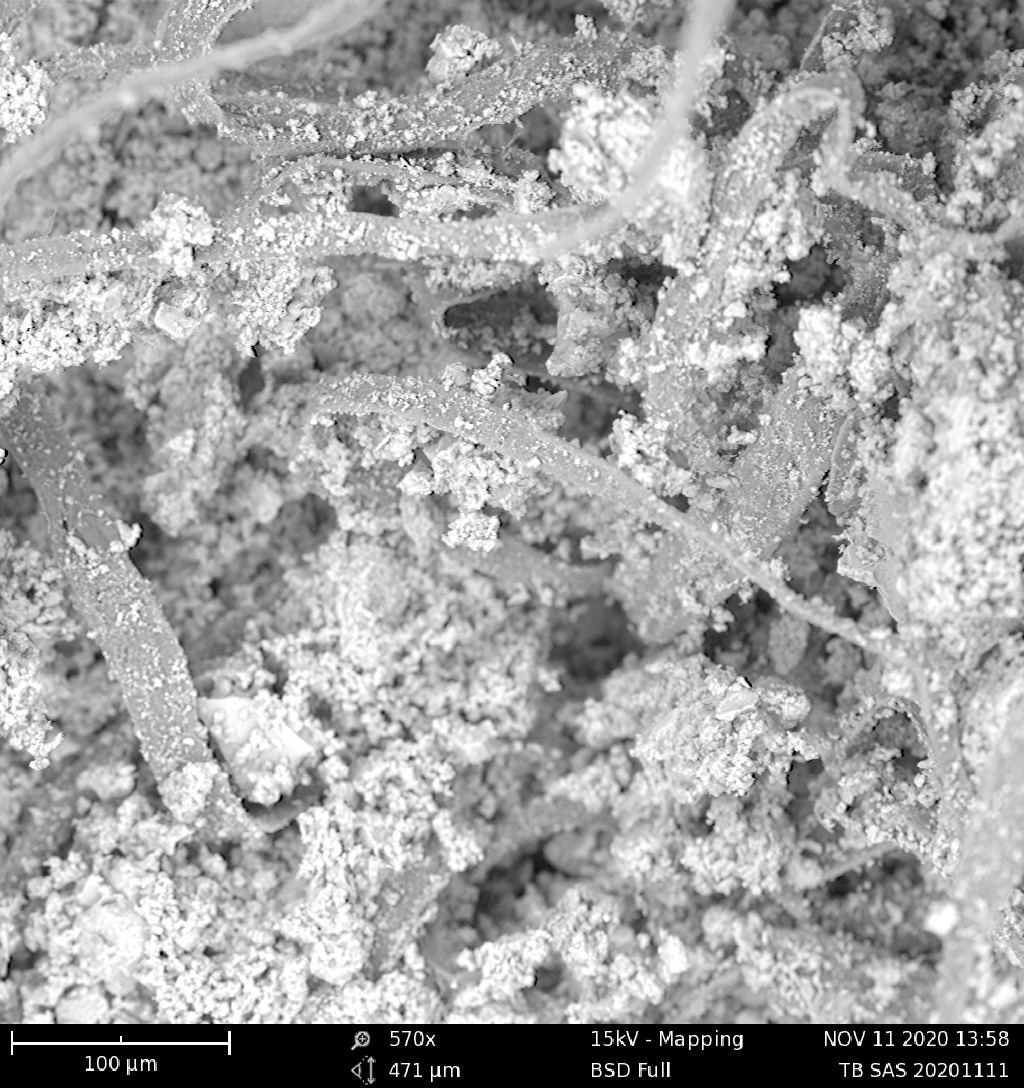 100 µm
570x
471 µm
15kV - Mapping
BSD Full
NOV 11 2020 13:58
TB SAS 20201111